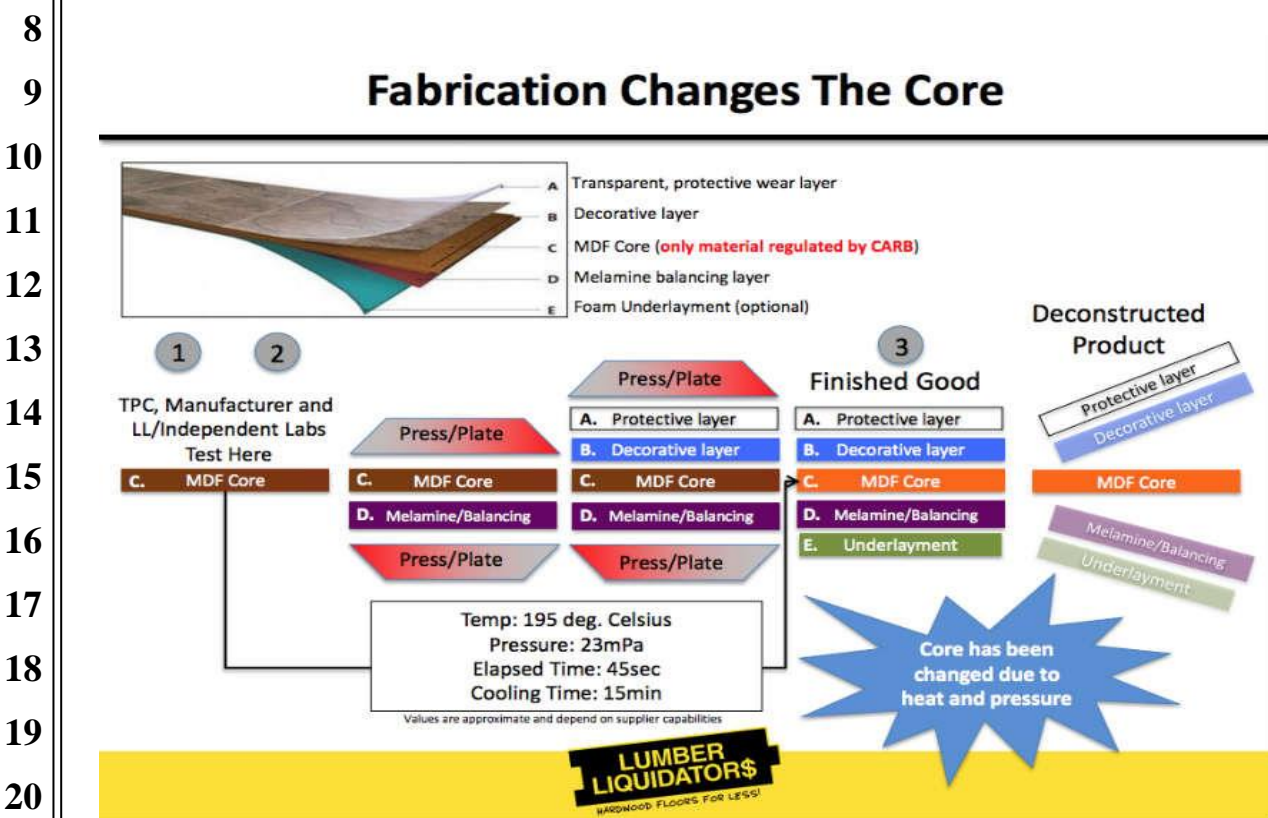 8
9
10
11
12
13
14
15
16
17
18
19
20
Fabrication Changes The Core
A Transparent, protective wear layer
B Decorative layer
C MDF Core (only material regulated by CARB)
D Melamine balancing layer
E Foam Underlayment (optional)
1
2
TPC, Manufacturer and
LL/Independent Labs
Test Here
C. MDF Core
Press/Plate
C. MDF Core
D. Melamine/Balancing
Press/Plate
Press/Plate
A. Protective layer
B. Decorative layer
C. MDF Core
D. Melamine/Balancing
Press/Plate
3
Finished Good
A. Protective layer
B. Decorative layer
C. MDF Core
D. Melamine/Balancing
E. Underlayment
Deconstructed
Product
Protective layer
Decorative layer
MDF Core
Melamine/Balancing
Underlayment
Temp: 195 deg. Celsius
Pressure: 23mPa
Elapsed Time: 45sec
Cooling Time: 15min
Values are approximate and depend on supplier capabilities
Core has been
changed due to
heat and pressure
LUMBER
LIQUIDATOR$
HARDWOOD FLOORS FOR LESS!